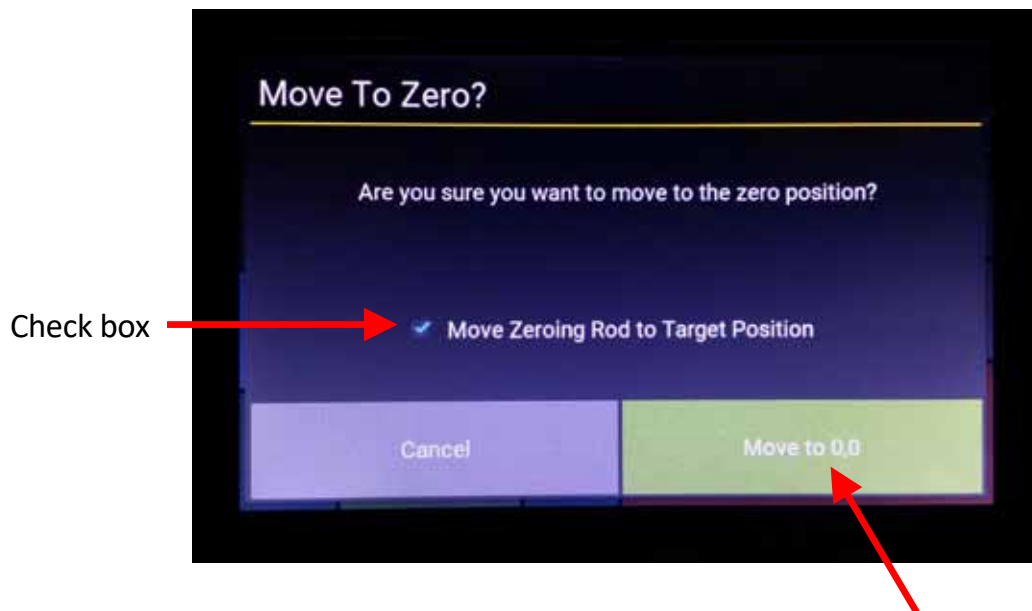 Move To Zero?
Are you sure you want to move to the zero position?
Check box
Move Zeroing Rod to Target Position
Cancel
Move to 0,0